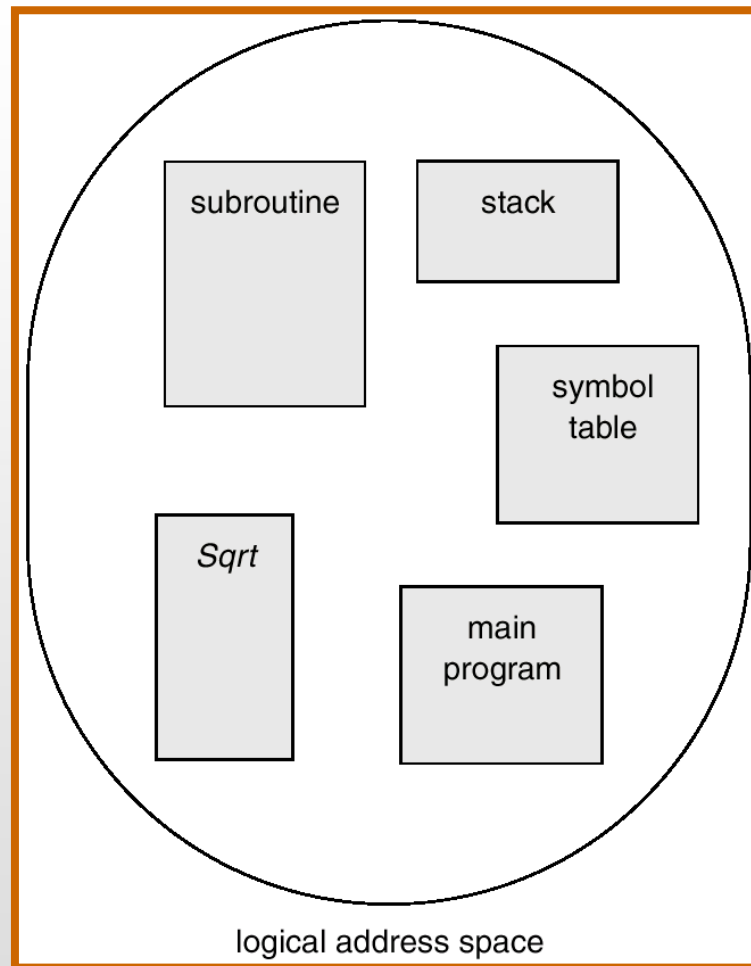 subroutine
stack
symbol
table
Sqrt
main
program
logical address space